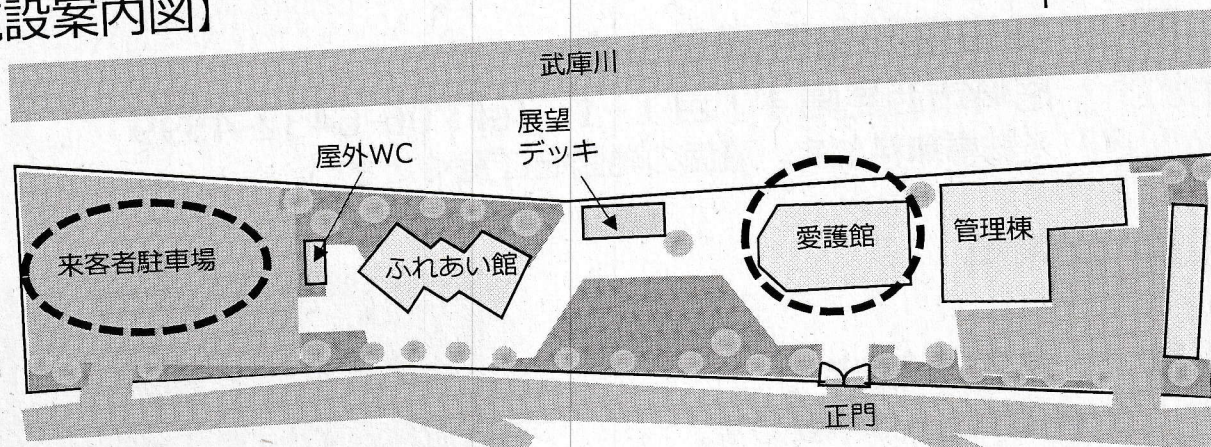 設案内図】
武庫川
展望
デッキ
屋外WC
来客者駐車場
ふれあい館
愛護館
管理棟
正門